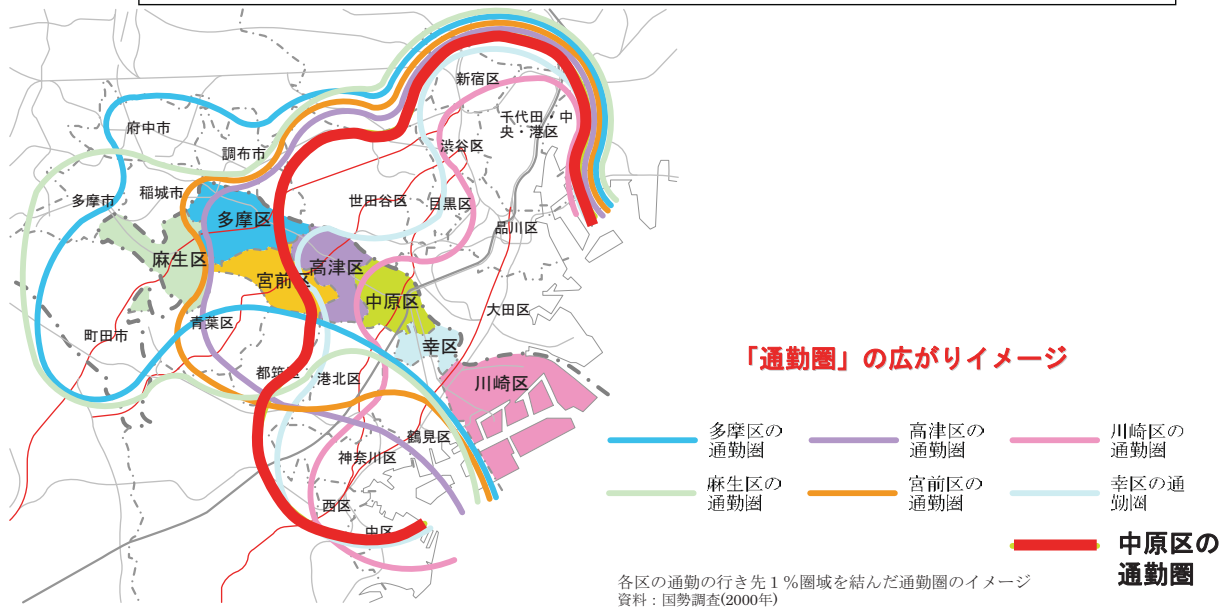 新宿区
千代田・中
央・港区
府中市
渋谷区
調布市
稲城市
多摩市
世田谷区
目黒区
多摩区
品川区
麻生区
高津区
宮前区
中原区
大田区
青葉区
町田市
幸区
「通勤圏」の広がりイメージ
都筑区
港北区
川崎区
鶴見区
神奈川区
西区
中区
多摩区の
通勤圏
高津区の
通勤圏
川崎区の
通勤圏
麻生区の
通勤圏
宮前区の
通勤圏
幸区の通
勤圏
中原区の
通勤圏
各区の通勤の行き先1%圏域を結んだ通勤圏のイメージ
資料：国勢調査(2000年)